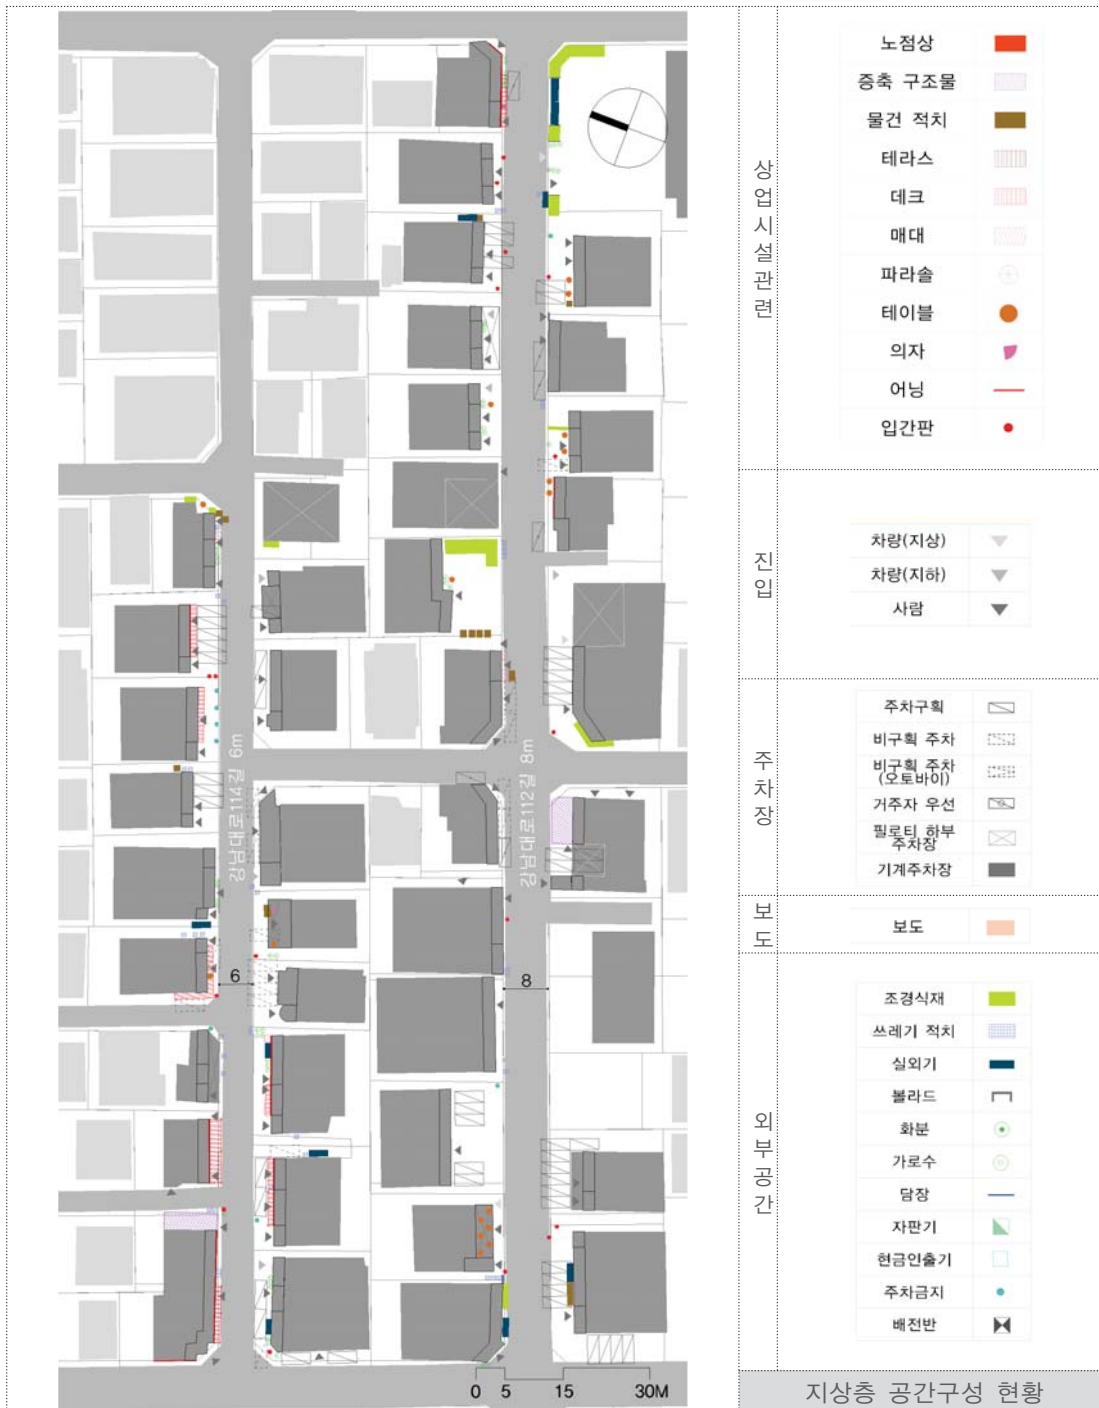 강남대로114길 6m
강남대로112길 8m
6
8
0 5 15 30M
상업시설관련
노점상
증축 구조물
물건 적치
테라스
데크
매대
파라솔
테이블
의자
어닝
입간판
진입
차량(지상)
차량(지하)
사람
주차장
주차구획
비구획 주차
비구획 주차
(오토바이)
거주자 우선
필로티 하부
주차장
기계주차장
보도
보도
외부공간
조경식재
쓰레기 적치
실외기
볼라드
화분
가로수
담장
자판기
현금인출기
주차금지
배전반
지상층 공간구성 현황